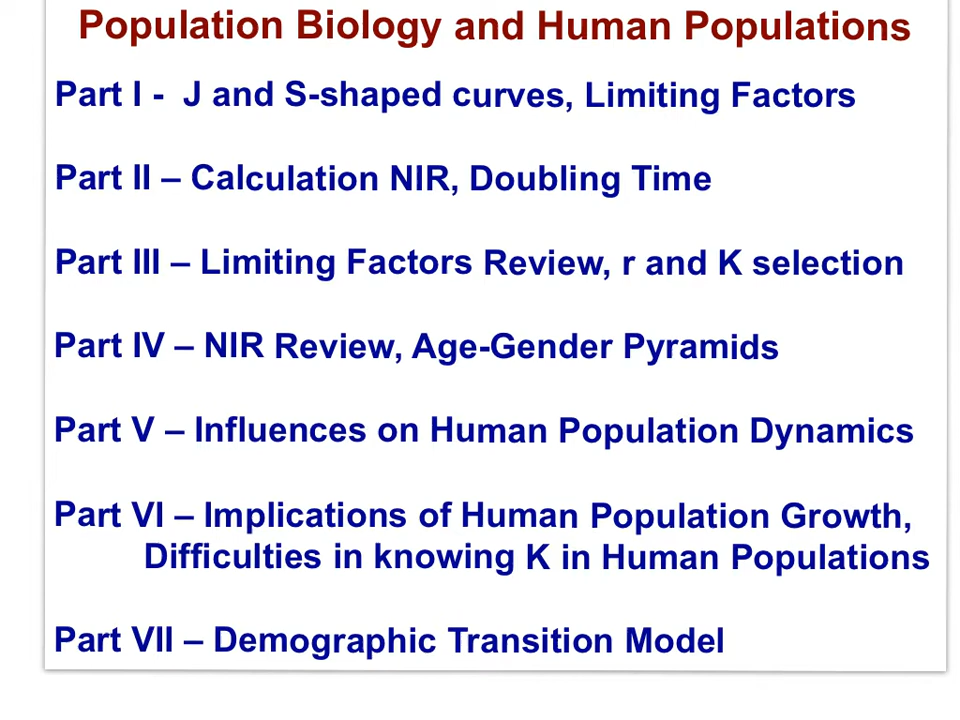 Population Biology and Human Populations
Part I - J and S-shaped curves, Limiting Factors
Part II – Calculation NIR, Doubling Time
Part III – Limiting Factors Review, r and K selection
Part IV – NIR Review, Age-Gender Pyramids
Part V – Influences on Human Population Dynamics
Part VI – Implications of Human Population Growth,
Difficulties in knowing K in Human Populations
Part VII – Demographic Transition Model